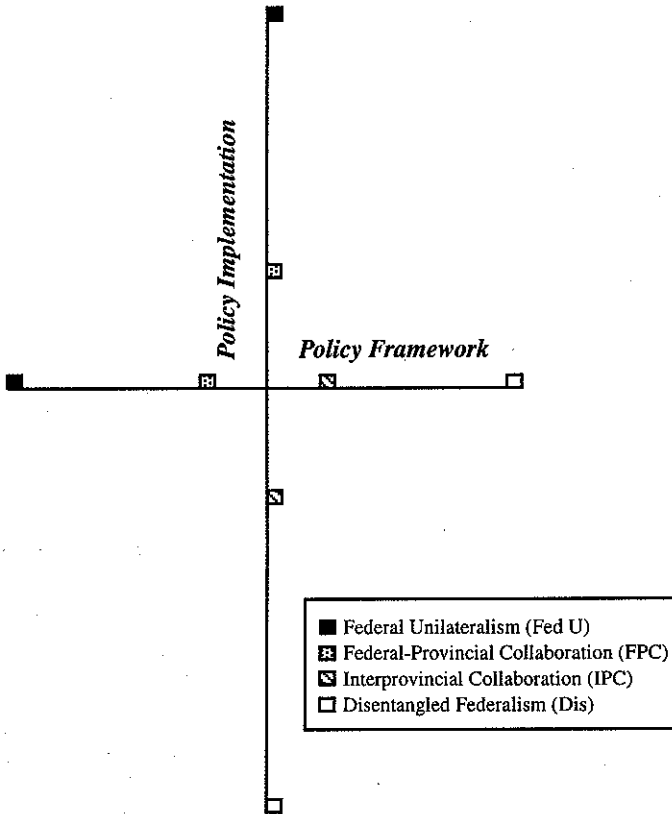 Policy Implementation
Policy Framework
Federal Unilateralism (Fed U)
Federal-Provincial Collaboration (FPC)
Interprovincial Collaboration (IPC)
Disentangled Federalism (Dis)